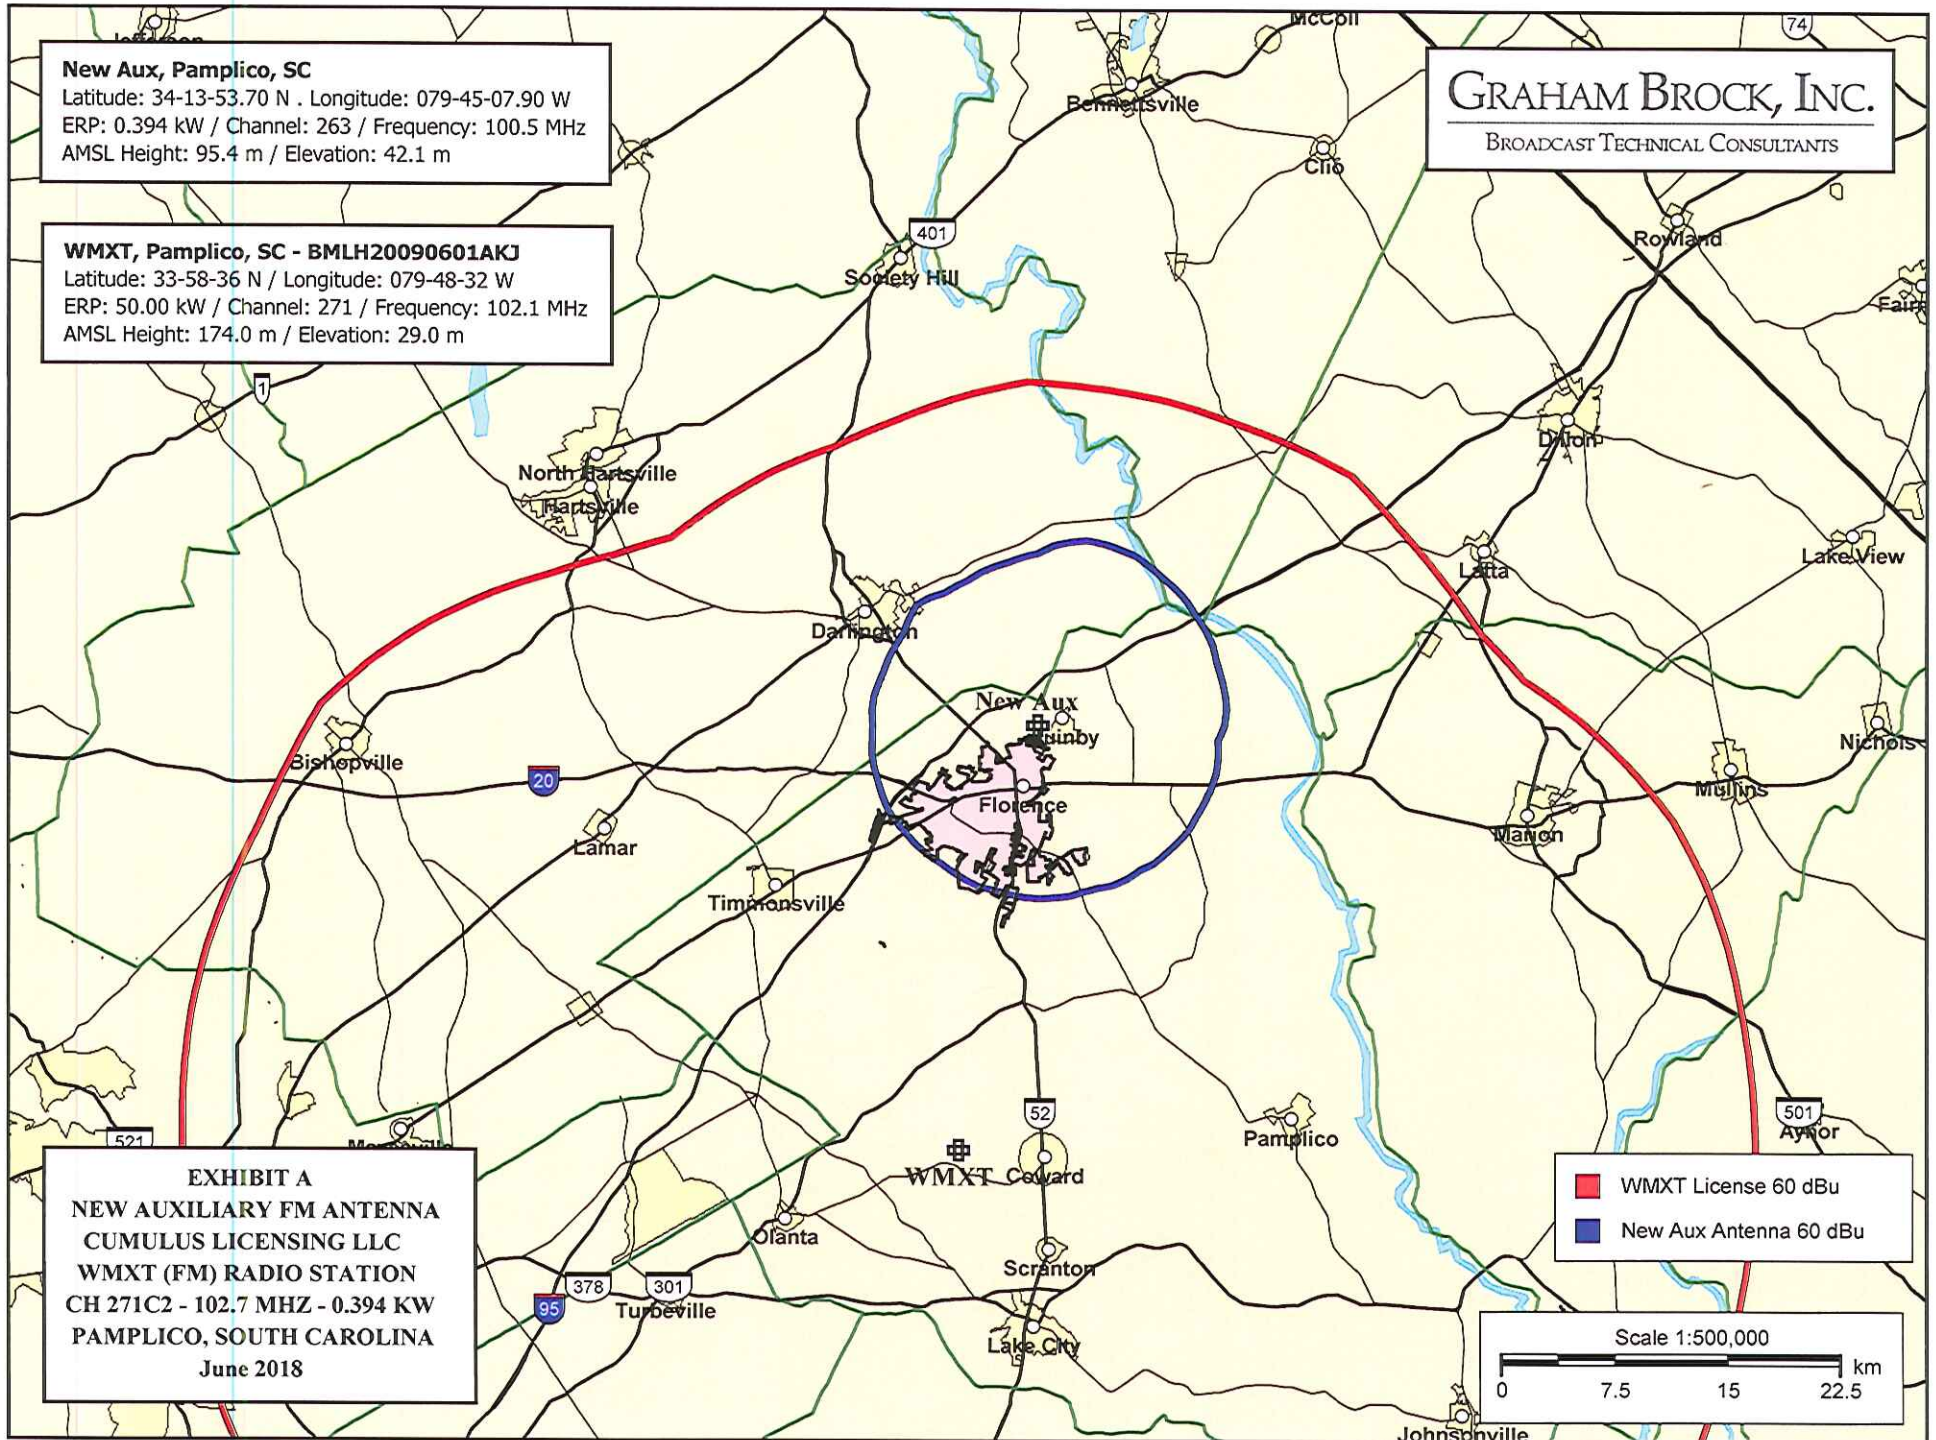 Jefferson
McColl
74
New Aux, Pamplico, SC
Latitude: 34-13-53.70 N . Longitude: 079-45-07.90 W
ERP: 0.394 kW / Channel: 263 / Frequency: 100.5 MHz
AMSL Height: 95.4 m / Elevation: 42.1 m
GRAHAM BROCK, INC.
BROADCAST TECHNICAL CONSULTANTS
Bennettsville
Clio
WMXT, Pamplico, SC - BMLH20090601AKJ
Latitude: 33-58-36 N / Longitude: 079-48-32 W
ERP: 50.00 kW / Channel: 271 / Frequency: 102.1 MHz
AMSL Height: 174.0 m / Elevation: 29.0 m
401
Rowland
Society Hill
Fair
1
Dillon
North Hartsville
Hartsville
Latta
Lake View
Darlington
New Aux
Quinby
Nichols
Bishopville
20
Mullins
Florence
Marion
Lamar
Timmonsville
52
501
Aynor
Pamplico
521
WMXT
Coward
EXHIBIT A
NEW AUXILIARY FM ANTENNA
CUMULUS LICENSING LLC
WMXT (FM) RADIO STATION
CH 271C2 - 102.7 MHZ - 0.394 KW
PAMPLICO, SOUTH CAROLINA
June 2018
WMXT License 60 dBu
New Aux Antenna 60 dBu
Olanta
Scranton
378
301
95
Turbeville
Lake City
Scale 1:500,000
km
0 7.5 15 22.5
Johnsonville